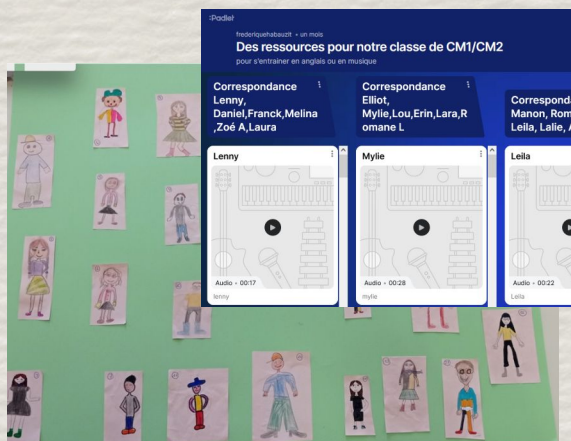 :Padlet
frederiquehabauzit • un mois
Des ressources pour notre classe de CM1/CM2
pour s'entrainer en anglais ou en musique
Correspondance
Lenny,
Daniel,Franck,Melina
,Zoé A,Laura
Correspondance
Elliot,
Mylie,Lou,Erin,Lara,R
omane L
Correspond
Manon, Rom
Leila, Lalie, A
Lenny
Audio • 00:17
lenny
Mylie
Audio • 00:28
mylie
Leila
Audio • 00:22
Leila